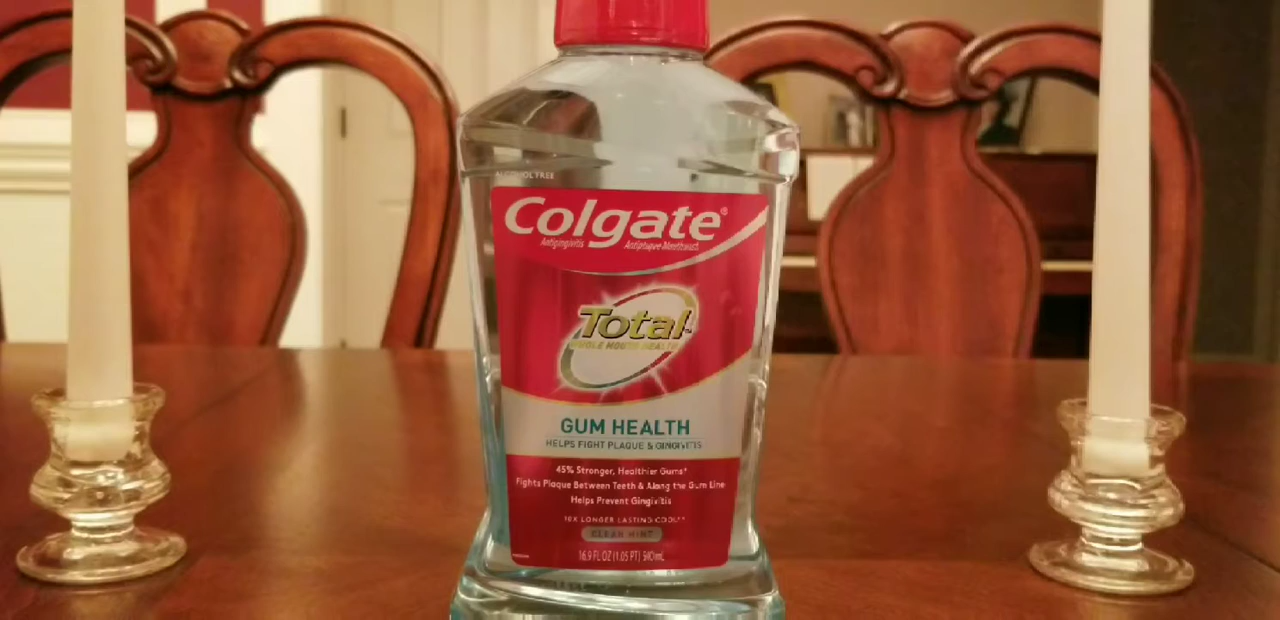 ALCOHOL FREE
Colgate®
Antigingivitis Antiplaque Mouthwash
Total™
WHOLE MOUTH HEALTH
GUM HEALTH
HELPS FIGHT PLAQUE & GINGIVITIS
45% Stronger, Healthier Gums*
Fights Plaque Between Teeth & Along the Gum Line
Helps Prevent Gingivitis
10X LONGER LASTING COOL**
CLEAN MINT
16.9 FL OZ (1.05 PT) 500mL